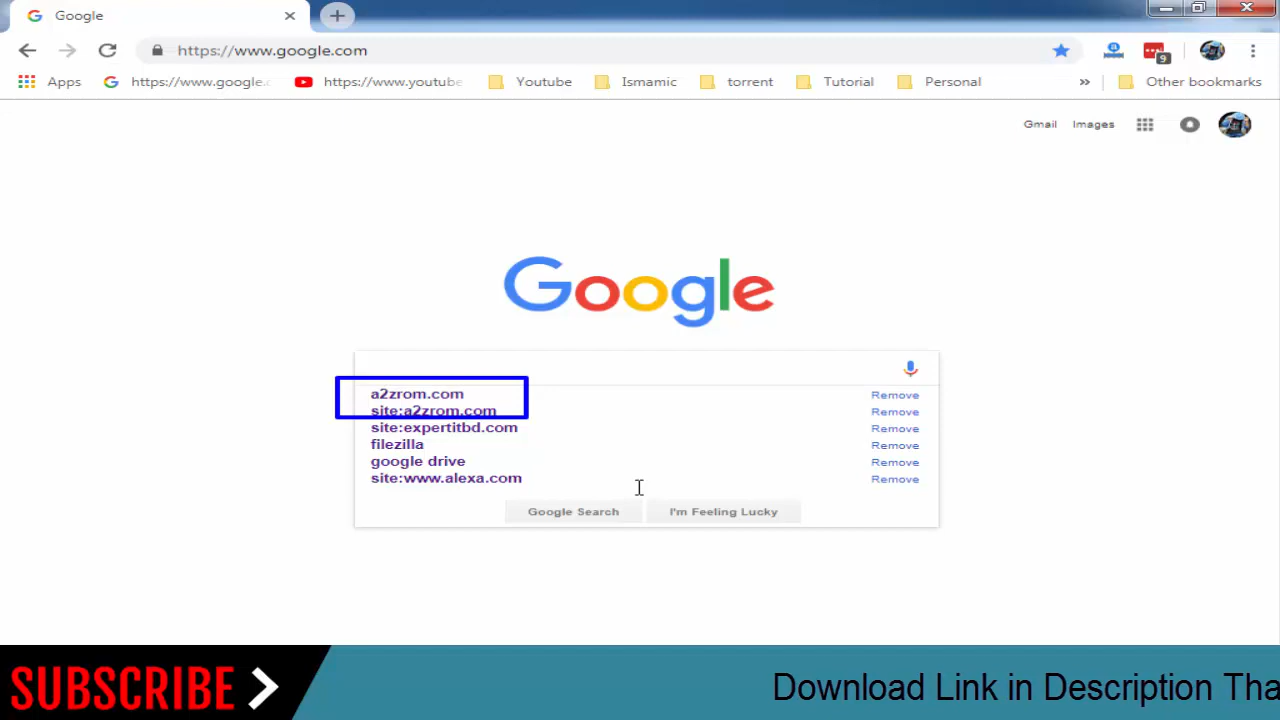 Google
https://www.google.com
9
Apps
https://www.google.c
https://www.youtube
Youtube
Ismamic
torrent
Tutorial
Personal
»
Other bookmarks
Gmail
Images
Google
a2zrom.com Remove
site:a2zrom.com Remove
site:expertitbd.com Remove
filezilla Remove
google drive Remove
site:www.alexa.com Remove
Google Search
I'm Feeling Lucky
SUBSCRIBE
Download Link in Description Tha